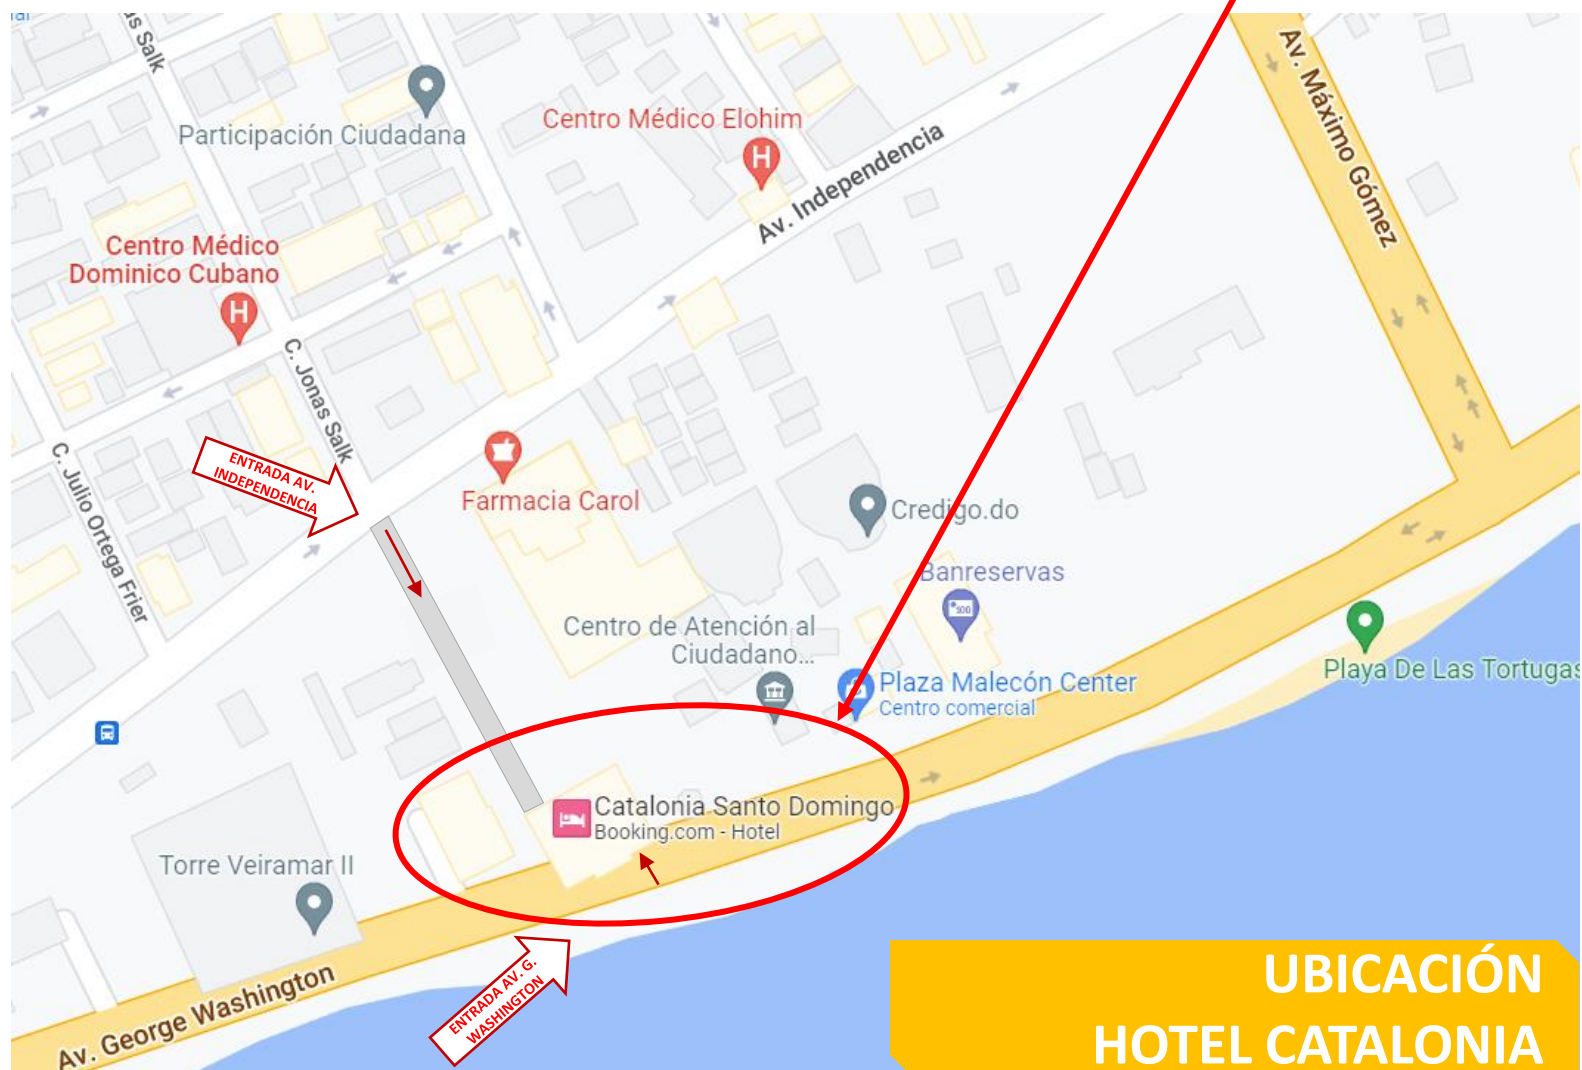 as Salk
Av. Máximo Gómez
Participación Ciudadana
Centro Médico Elohim
H
Av. Independencia
Centro Médico
Dominico Cubano
H
C. Jonas Salk
C. Julio Ortega Frier
ENTRADA AV.
INDEPENDENCIA
Farmacia Carol
Credigo.do
Banreservas
Centro de Atención al
Ciudadano...
Plaza Malecón Center
Centro comercial
Playa De Las Tortugas
Catalonia Santo Domingo
Booking.com - Hotel
Torre Veiramar II
ENTRADA AV. G.
WASHINGTON
Av. George Washington
UBICACIÓN
HOTEL CATALONIA